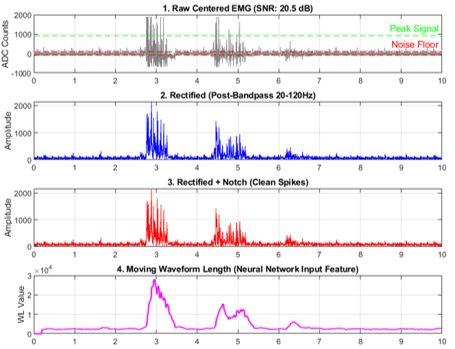 1. Raw Centered EMG (SNR: 20.5 dB)
2000
1000
0
-1000
ADC Counts
Peak Signal
Noise Floor
0 1 2 3 4 5 6 7 8 9 10
2. Rectified (Post-Bandpass 20-120Hz)
2000
1000
0
Amplitude
0 1 2 3 4 5 6 7 8 9 10
3. Rectified + Notch (Clean Spikes)
2000
1000
0
Amplitude
0 1 2 3 4 5 6 7 8 9 10
4. Moving Waveform Length (Neural Network Input Feature)
×10⁴
3
2
1
0
WL Value
0 1 2 3 4 5 6 7 8 9 10